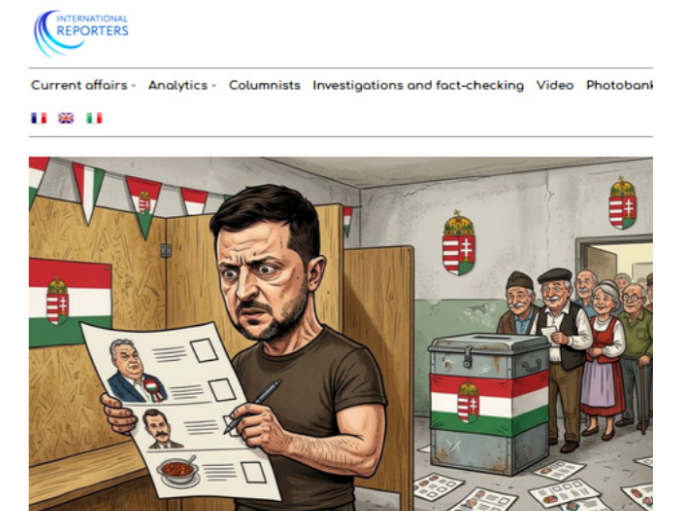 INTERNATIONAL
REPORTERS
Current affairs Analytics Columnists Investigations and fact-checking Video Photobank